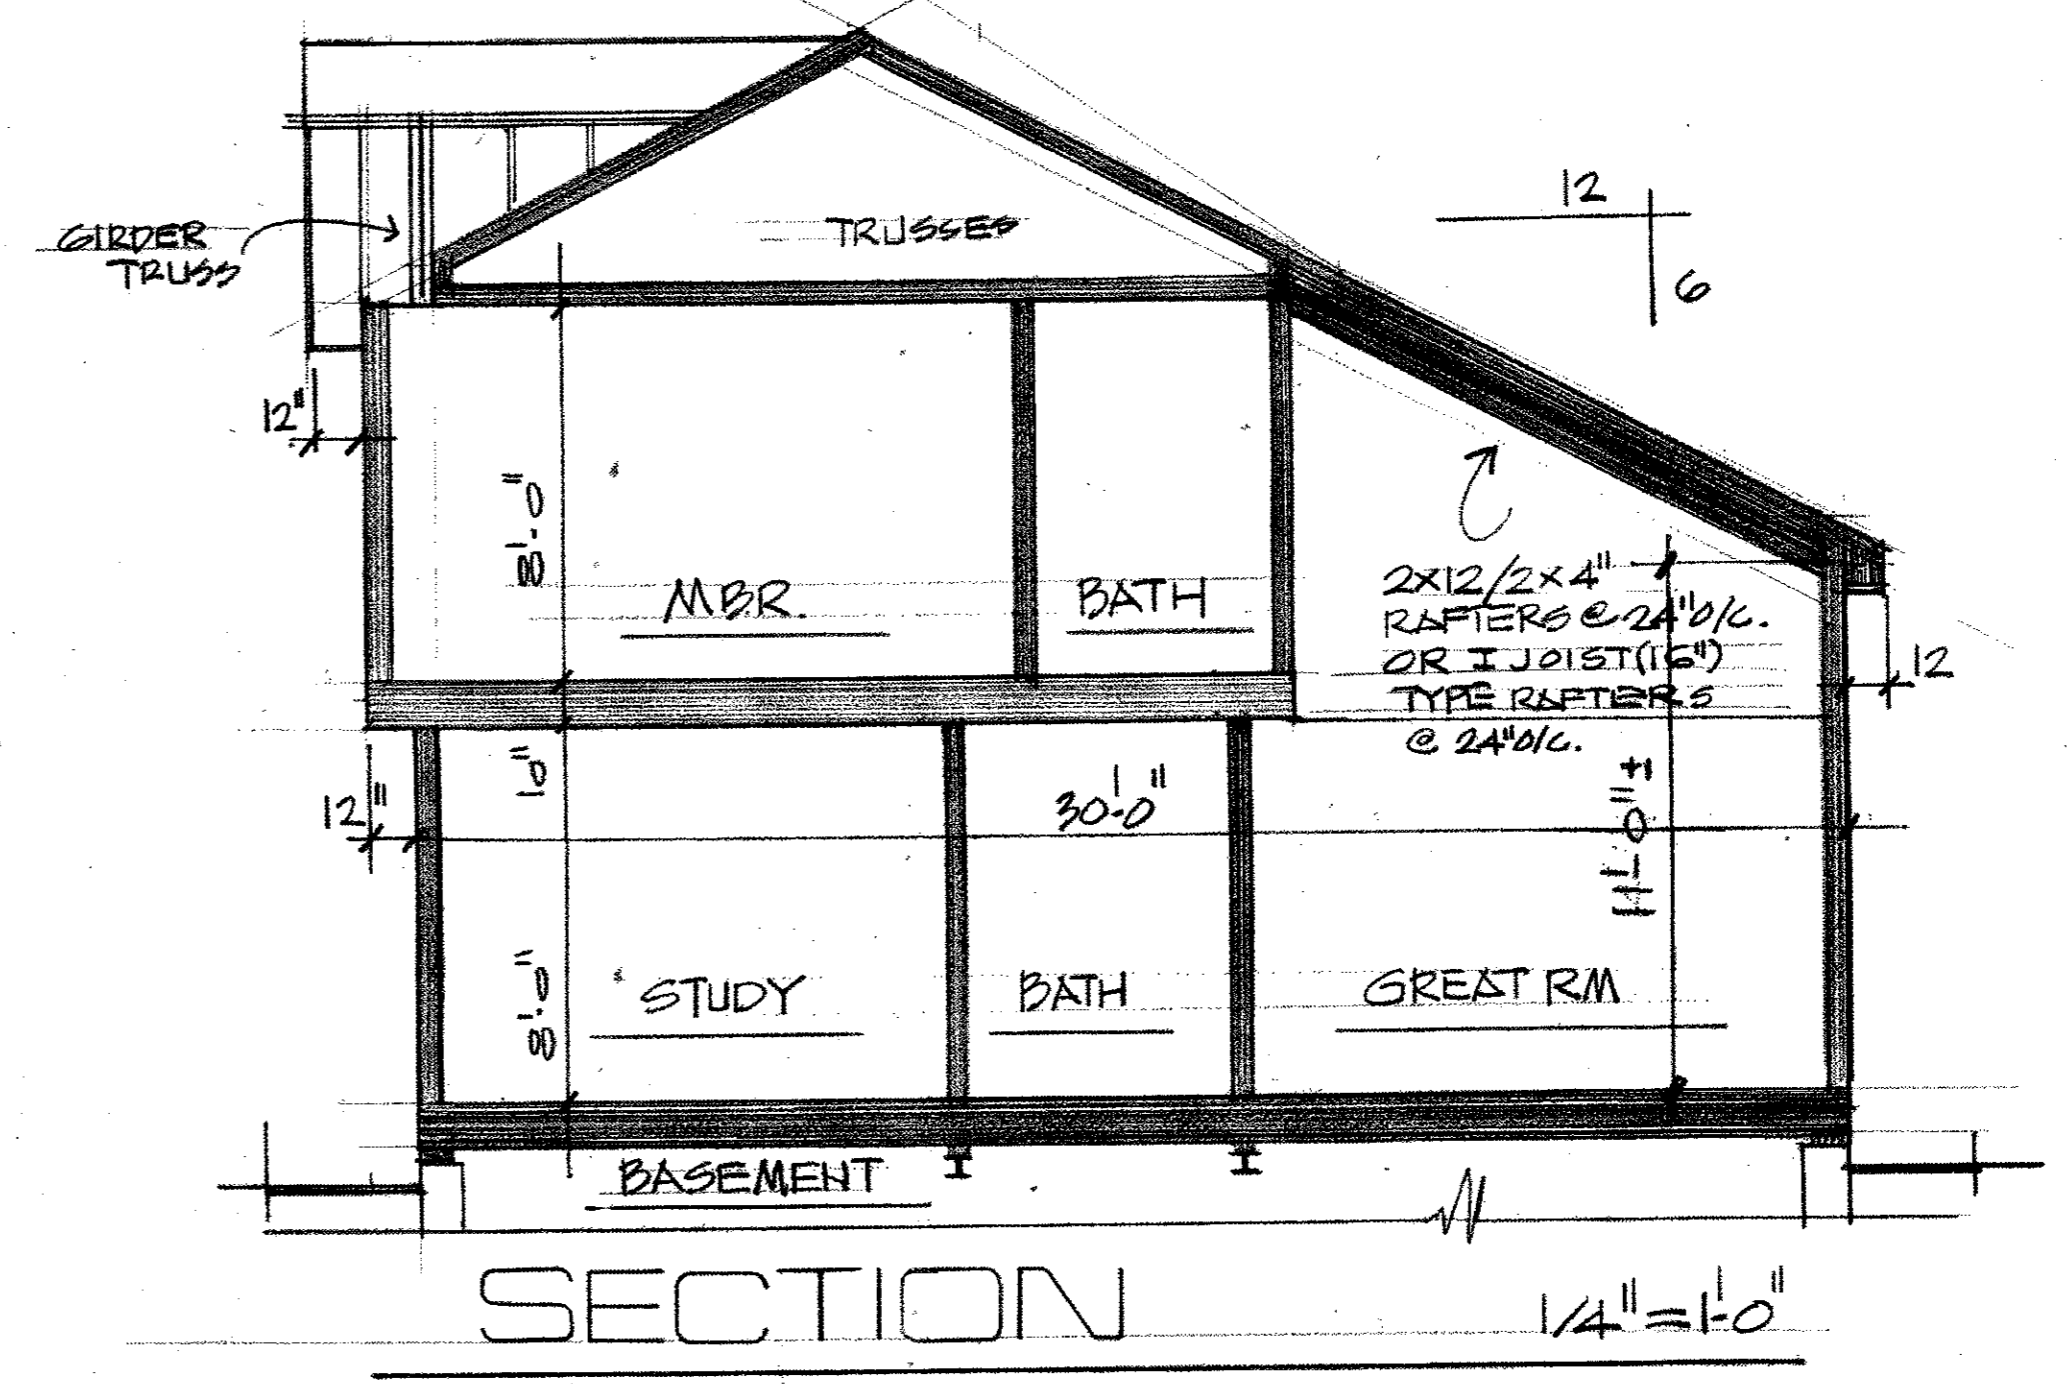 12
6
GIRDER
TRUSS
TRUSSES
12"
8'-0"
MBR.
BATH
2x12/2x4"
RAFTERS @ 24"O/C.
OR I JOIST (16")
TYPE RAFTERS
@ 24"O/C.
12
1'0"
12"
30'-0"
11'-0"±
8'-0"
STUDY
BATH
GREAT RM
BASEMENT
SECTION
1/4"=1'-0"